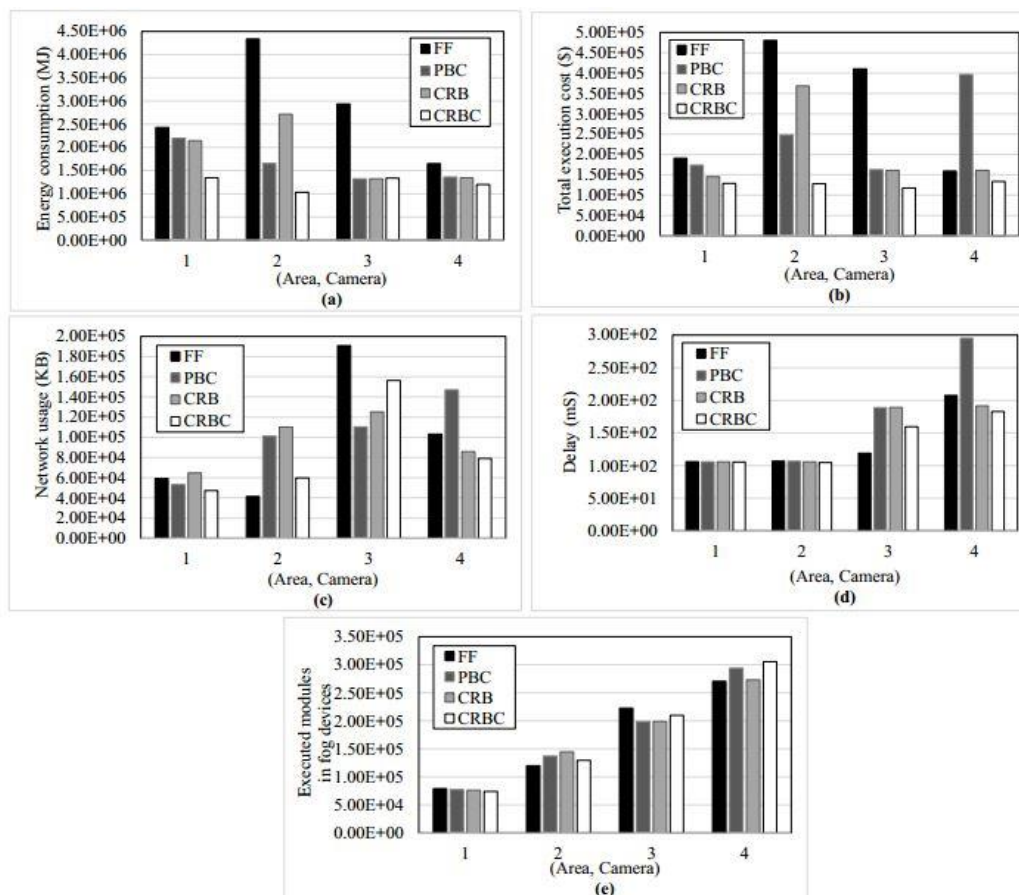 4.50E+06
4.00E+06
3.50E+06
3.00E+06
2.50E+06
2.00E+06
1.50E+06
1.00E+06
5.00E+05
0.00E+00
Energy consumption (MJ)
FF
PBC
CRB
CRBC
1 2 3 4
(Area, Camera)
(a)
5.00E+05
4.50E+05
4.00E+05
3.50E+05
3.00E+05
2.50E+05
2.00E+05
1.50E+05
1.00E+05
5.00E+04
0.00E+00
Total execution cost ($)
FF
PBC
CRB
CRBC
1 2 3 4
(Area, Camera)
(b)
2.00E+05
1.80E+05
1.60E+05
1.40E+05
1.20E+05
1.00E+05
8.00E+04
6.00E+04
4.00E+04
2.00E+04
0.00E+00
Network usage (KB)
FF
PBC
CRB
CRBC
1 2 3 4
(Area, Camera)
(c)
3.00E+02
2.50E+02
2.00E+02
1.50E+02
1.00E+02
5.00E+01
0.00E+00
Delay (mS)
FF
PBC
CRB
CRBC
1 2 3 4
(Area, Camera)
(d)
3.50E+05
3.00E+05
2.50E+05
2.00E+05
1.50E+05
1.00E+05
5.00E+04
0.00E+00
Executed modules
in fog devices
FF
PBC
CRB
CRBC
1 2 3 4
(Area, Camera)
(e)